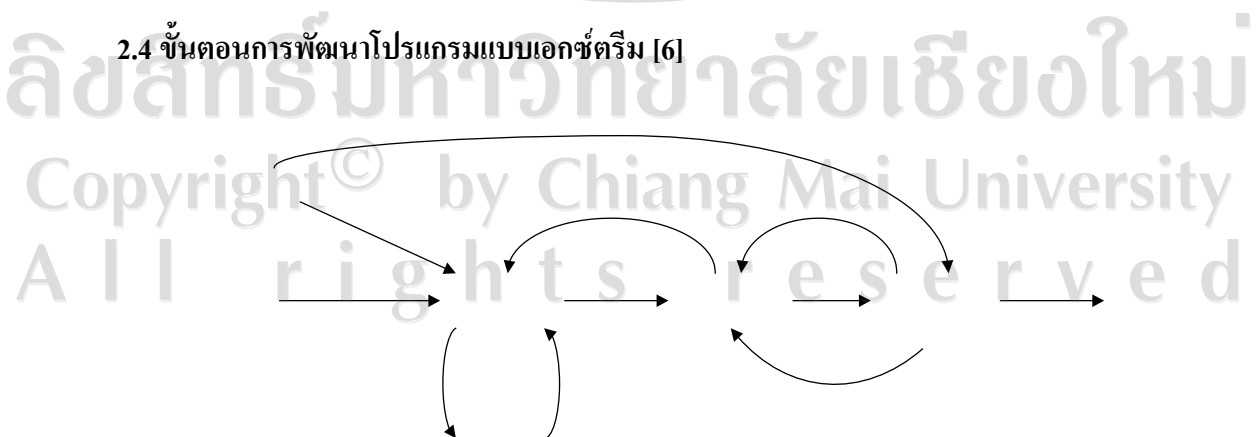 2.4 ขั้นตอนการพัฒนาโปรแกรมแบบเอกซ์ตรีม [6]
ลิขสิทธิ์มหาวิทยาลัยเชียงใหม่
Copyright© by Chiang Mai University
All rights reserved